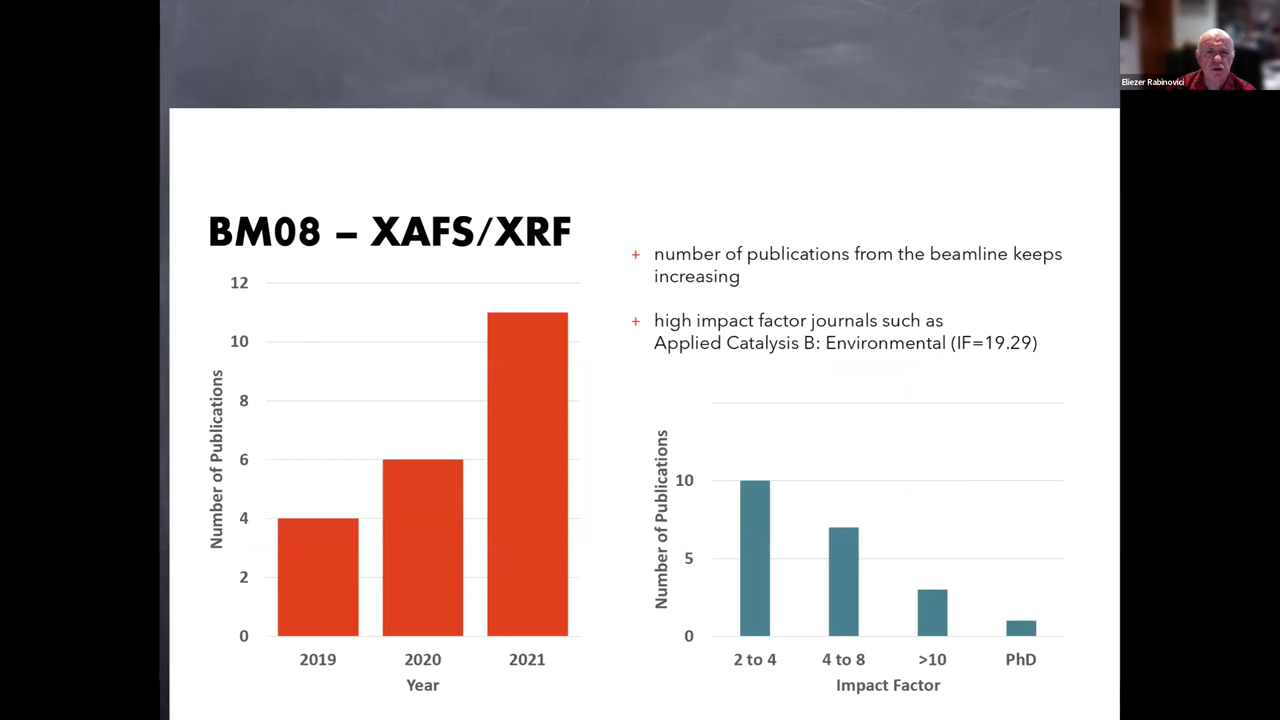 Eliezer Rabinovici
BM08 – XAFS/XRF
12
10
8
6
4
2
0
Number of Publications
2019 2020 2021
Year
+ number of publications from the beamline keeps
increasing
+ high impact factor journals such as
Applied Catalysis B: Environmental (IF=19.29)
Number of Publications
10
5
0
2 to 4 4 to 8 >10 PhD
Impact Factor